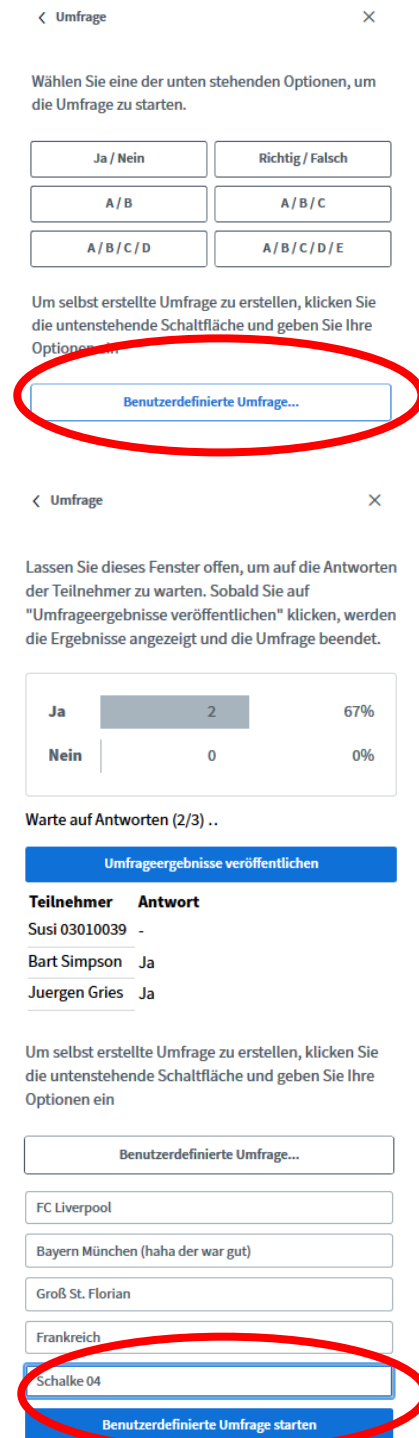 Umfrage
Wählen Sie eine der unten stehenden Optionen, um
die Umfrage zu starten.
Ja / Nein
Richtig / Falsch
A / B
A / B / C
A / B / C / D
A / B / C / D / E
Um selbst erstellte Umfrage zu erstellen, klicken Sie
die untenstehende Schaltfläche und geben Sie Ihre
Optionen ein
Benutzerdefinierte Umfrage...
Umfrage
Lassen Sie dieses Fenster offen, um auf die Antworten
der Teilnehmer zu warten. Sobald Sie auf
"Umfrageergebnisse veröffentlichen" klicken, werden
die Ergebnisse angezeigt und die Umfrage beendet.
Ja 2 67%
Nein 0 0%
Warte auf Antworten (2/3) ..
Umfrageergebnisse veröffentlichen
Teilnehmer Antwort
Susi 03010039 -
Bart Simpson Ja
Juergen Gries Ja
Um selbst erstellte Umfrage zu erstellen, klicken Sie
die untenstehende Schaltfläche und geben Sie Ihre
Optionen ein
Benutzerdefinierte Umfrage...
FC Liverpool
Bayern München (haha der war gut)
Groß St. Florian
Frankreich
Schalke 04
Benutzerdefinierte Umfrage starten